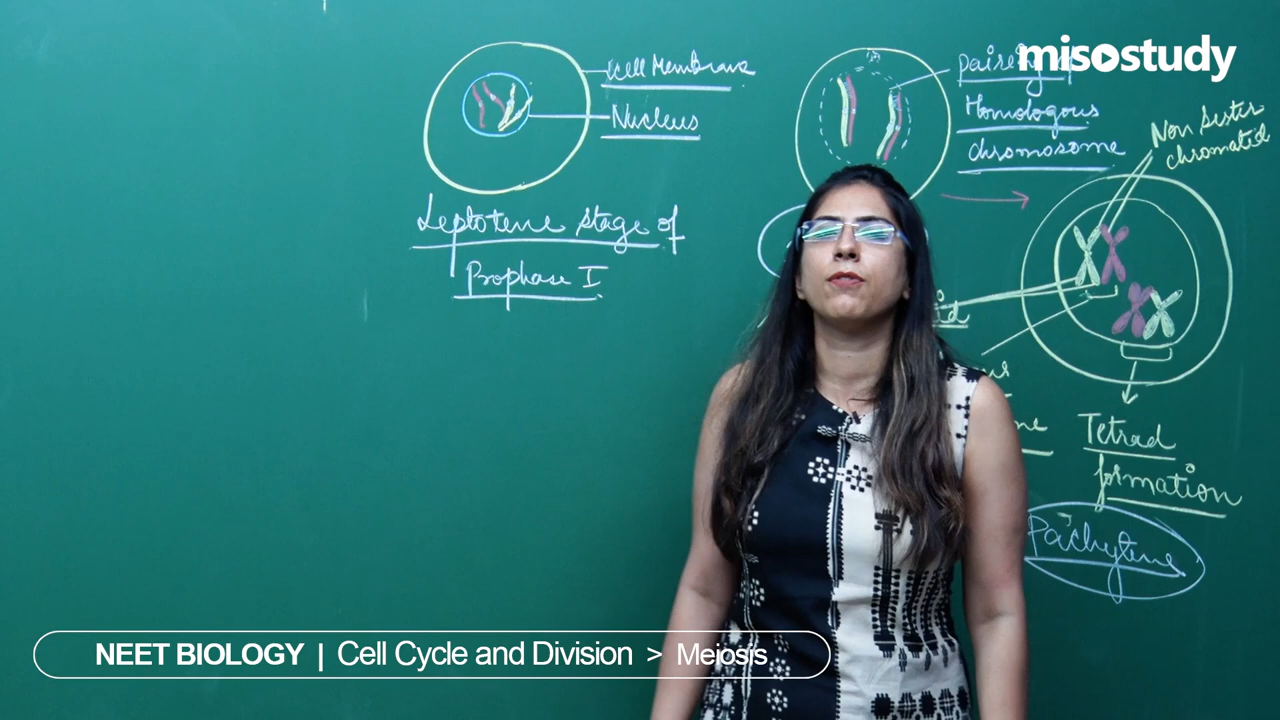 misostudy
Cell Membrane
Nucleus
Leptotene stage of
Prophase I
pairing of
Homologous
chromosome
Non Sister
chromatid
Tetrad
formation
Pachytene
NEET BIOLOGY | Cell Cycle and Division > Meiosis